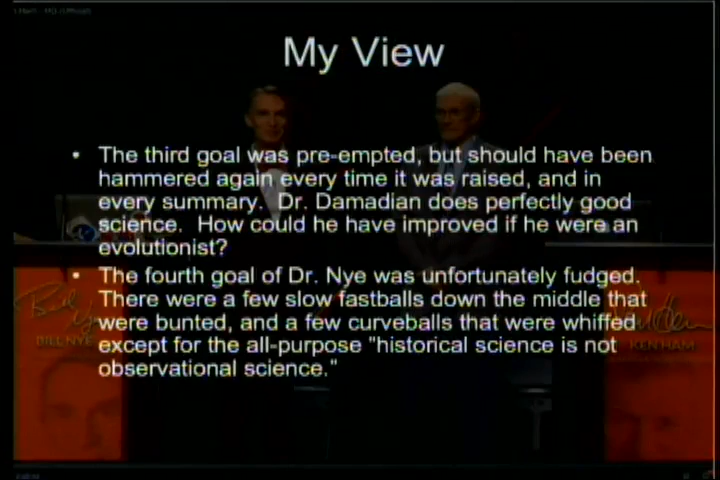 My View
• The third goal was pre-empted, but should have been
hammered again every time it was raised, and in
every summary. Dr. Damadian does perfectly good
science. How could he have improved if he were an
evolutionist?
• The fourth goal of Dr. Nye was unfortunately fudged.
There were a few slow fastballs down the middle that
were bunted, and a few curveballs that were whiffed
except for the all-purpose "historical science is not
observational science."
BILL NYE
KEN HAM